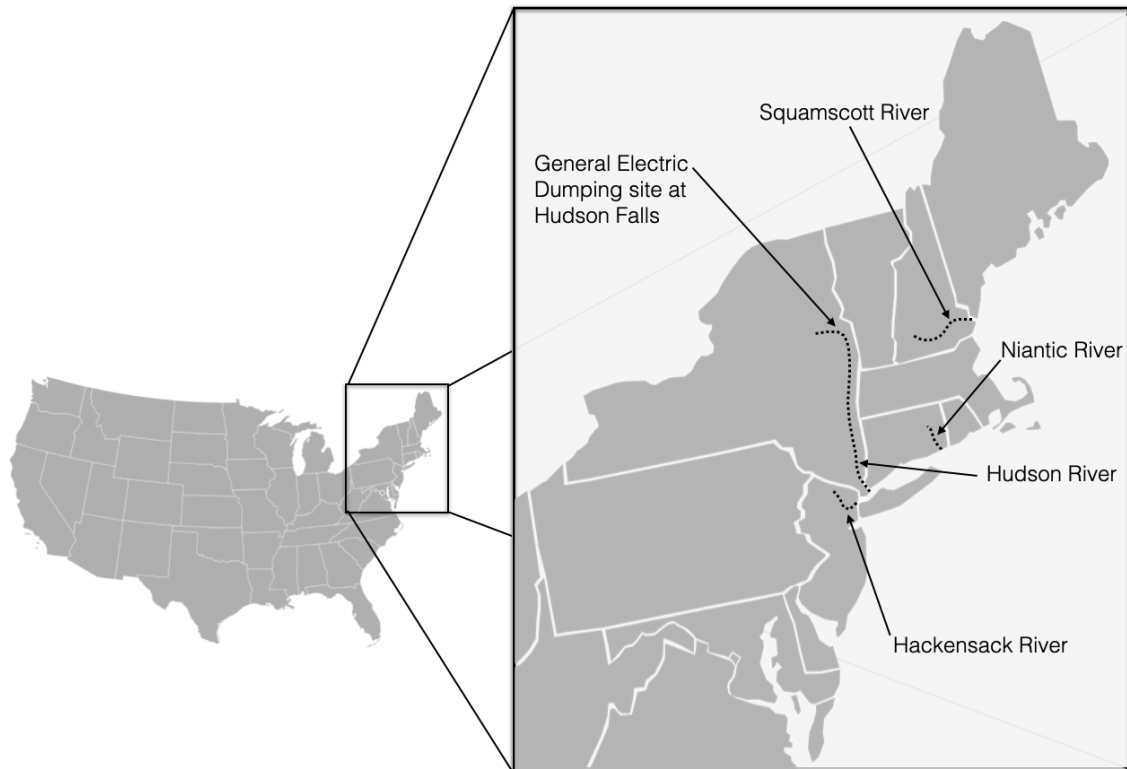 Squamscott River
General Electric
Dumping site at
Hudson Falls
Niantic River
Hudson River
Hackensack River